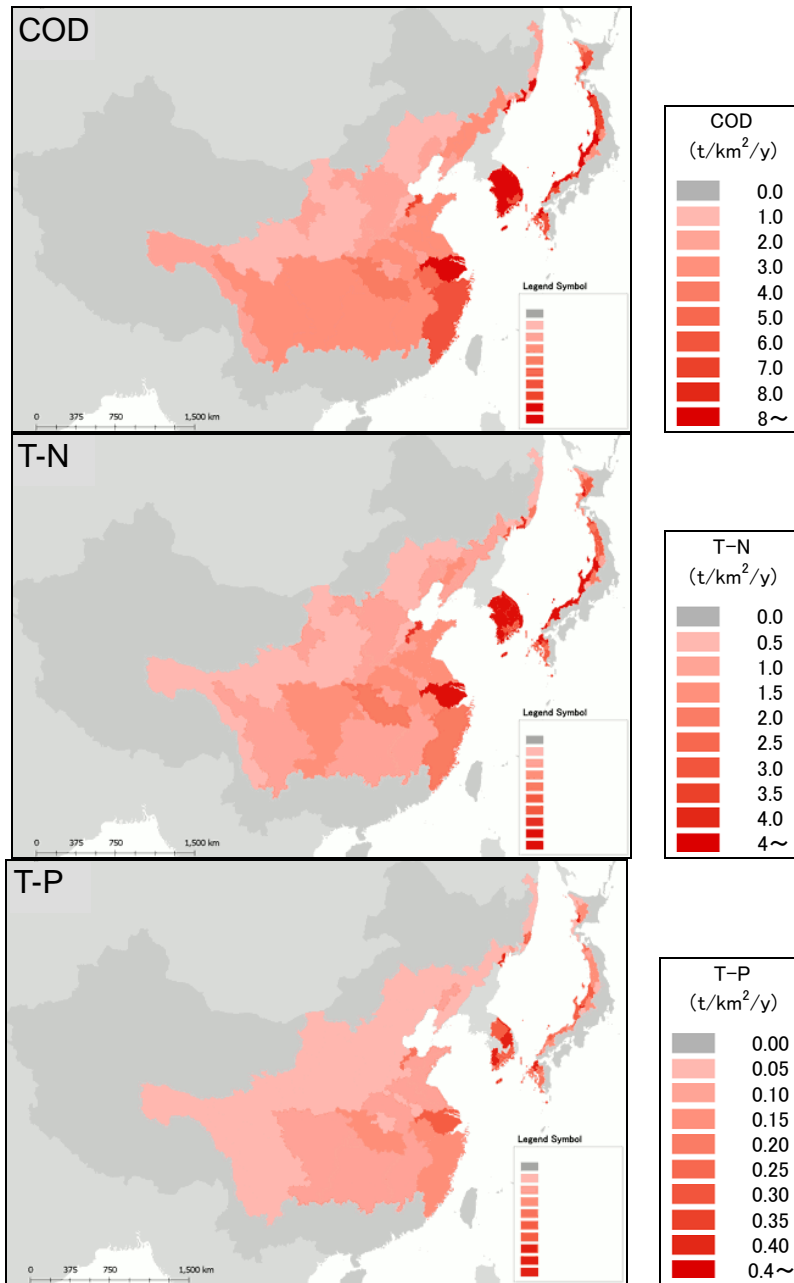 COD
Legend Symbol
0 375 750 1,500 km
COD
(t/km²/y)
0.0
1.0
2.0
3.0
4.0
5.0
6.0
7.0
8.0
8～
T-N
Legend Symbol
0 375 750 1,500 km
T-N
(t/km²/y)
0.0
0.5
1.0
1.5
2.0
2.5
3.0
3.5
4.0
4～
T-P
Legend Symbol
0 375 750 1,500 km
T-P
(t/km²/y)
0.00
0.05
0.10
0.15
0.20
0.25
0.30
0.35
0.40
0.4～